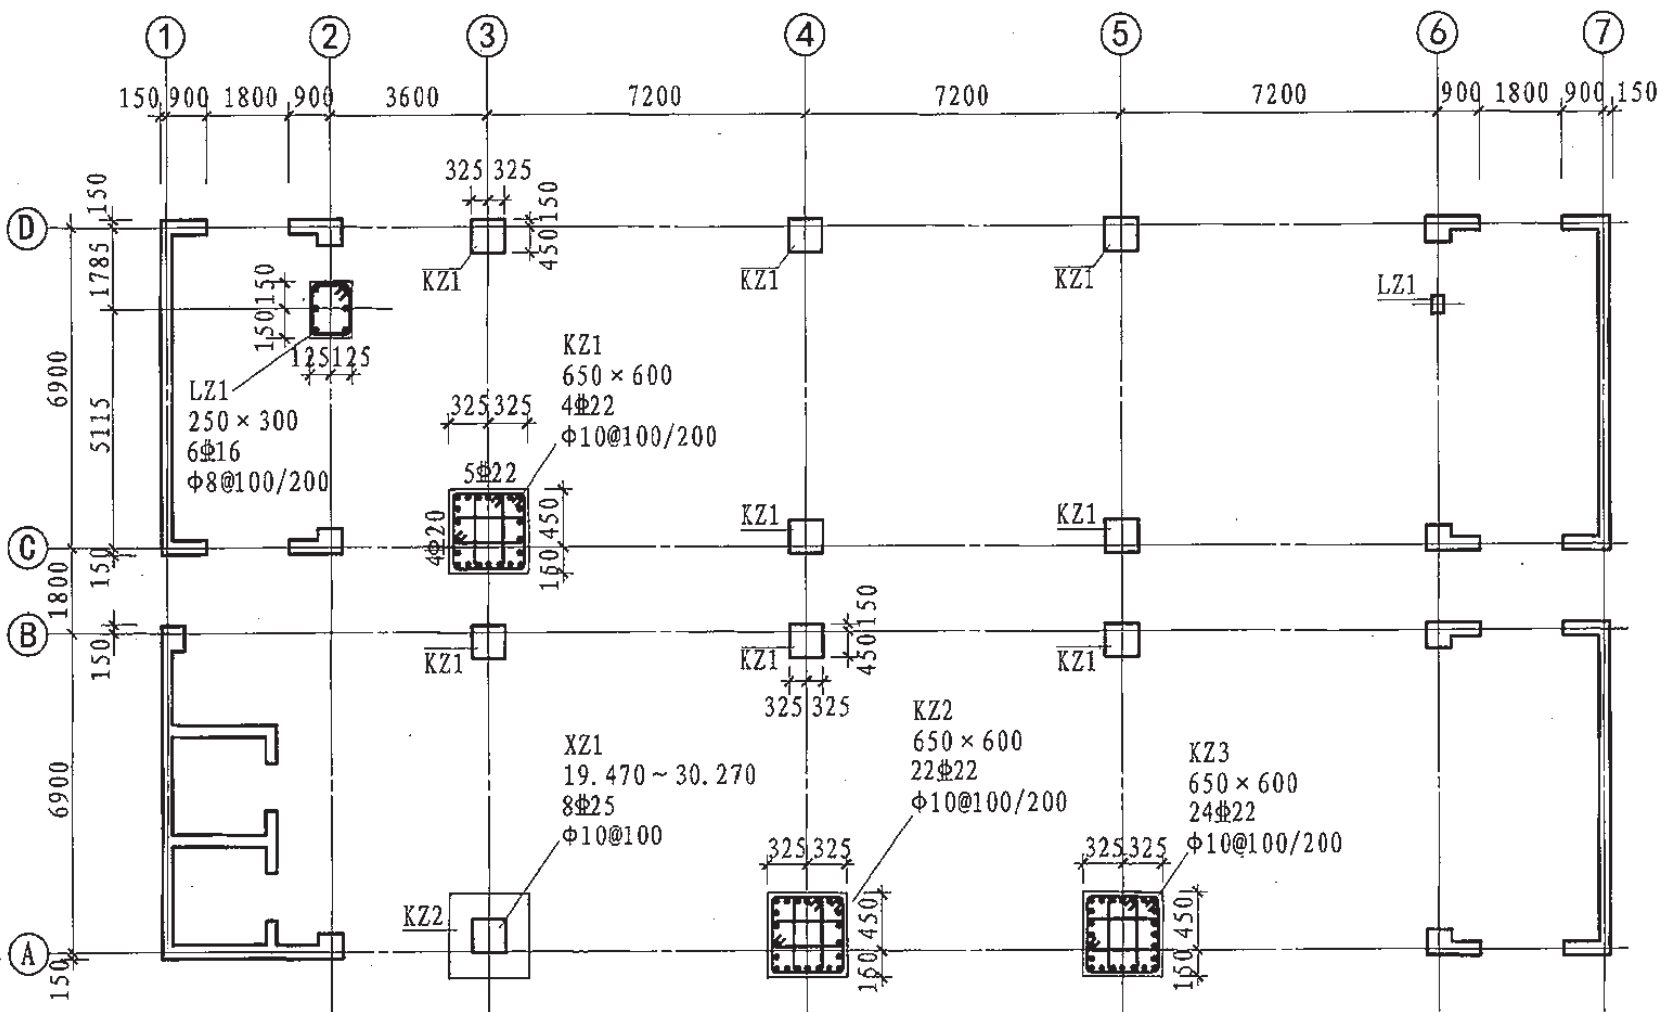 1 2 3 4 5 6 7
150 900 1800 900 3600 7200 7200 7200 900 1800 900 150
325 325
150
450
D
150
1785
KZ1
KZ1
KZ1
150
150
125 125
LZ1
6900
5115
LZ1
250×300
6⌽16
Φ8@100/200
KZ1
650×600
4⌽22
Φ10@100/200
325 325
5⌽22
4⌽20
450
150
KZ1
KZ1
C
150
1800
B
150
KZ1
KZ1
KZ1
150
450
325 325
6900
XZ1
19.470~30.270
8⌽25
Φ10@100
KZ2
650×600
22⌽22
Φ10@100/200
KZ3
650×600
24⌽22
Φ10@100/200
325 325
325 325
KZ2
450
150
450
150
A
150